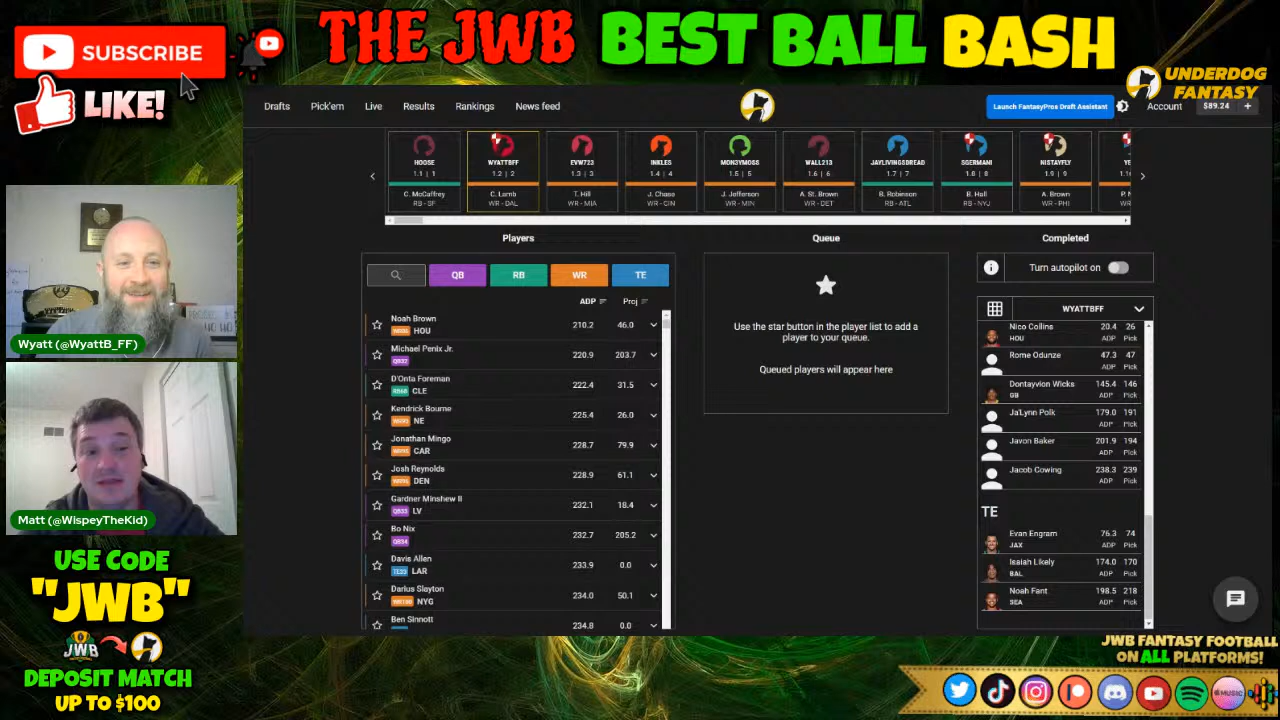 THE JWB BEST BALL BASH
SUBSCRIBE
LIKE!
UNDERDOG
FANTASY
Drafts Pick'em Live Results Rankings News feed
Launch FantasyPros Draft Assistant
Account $89.24 +
HOOSE
1.1 | 1
C. McCaffrey
RB - SF
WYATTBFF
1.2 | 2
C. Lamb
WR - DAL
EVW723
1.3 | 3
T. Hill
WR - MIA
INKLES
1.4 | 4
J. Chase
WR - CIN
MON3YMOSS
1.5 | 5
J. Jefferson
WR - MIN
WALL213
1.6 | 6
A. St. Brown
WR - DET
JAYLIVINGSDREAD
1.7 | 7
B. Robinson
RB - ATL
SGERMANI
1.8 | 8
B. Hall
RB - NYJ
NISTAYFLY
1.9 | 9
A. Brown
WR - PHI
Players
QB RB WR TE
ADP Proj
Noah Brown
HOU
210.2 46.0
Michael Penix Jr.
220.9 203.7
D'Onta Foreman
CLE
222.4 31.5
Kendrick Bourne
NE
225.4 26.0
Jonathan Mingo
CAR
228.7 79.9
Josh Reynolds
DEN
228.9 61.1
Gardner Minshew II
LV
232.1 18.4
Bo Nix
232.7 205.2
Davis Allen
LAR
233.9 0.0
Darius Slayton
NYG
234.0 50.1
Ben Sinnott
234.8 0.0
Queue
Use the star button in the player list to add a
player to your queue.
Queued players will appear here
Completed
Turn autopilot on
WYATTBFF
Nico Collins 20.4 26
HOU ADP Pick
Rome Odunze 47.3 47
ADP Pick
Dontayvion Wicks 145.4 146
GB ADP Pick
Ja'Lynn Polk 179.0 191
ADP Pick
Javon Baker 201.9 194
ADP Pick
Jacob Cowing 238.3 239
ADP Pick
TE
Evan Engram 76.3 74
JAX ADP Pick
Isaiah Likely 174.0 170
BAL ADP Pick
Noah Fant 198.5 218
SEA ADP Pick
Wyatt (@WyattB_FF)
Matt (@WispeyTheKid)
USE CODE
"JWB"
JWB
DEPOSIT MATCH
UP TO $100
JWB FANTASY FOOTBALL
ON ALL PLATFORMS!